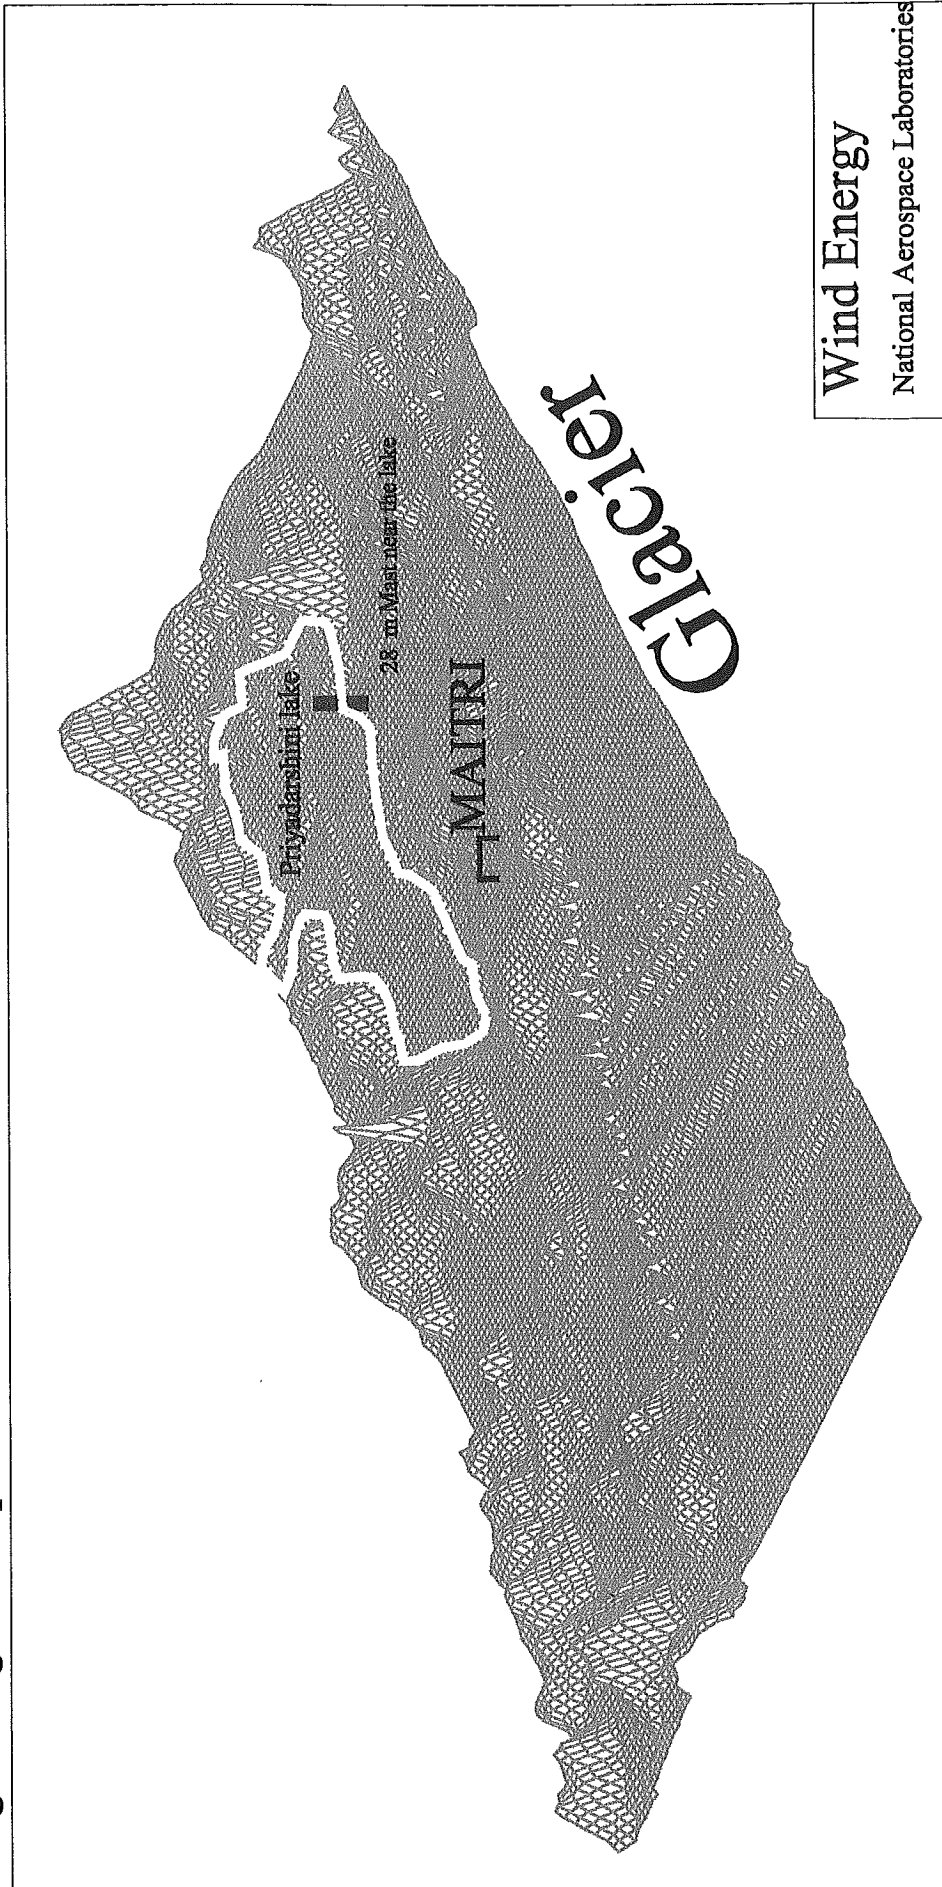 Priyadarshini lake
28 m Mast near the lake
MAITRI
Glacier
Wind Energy
National Aerospace Laboratories